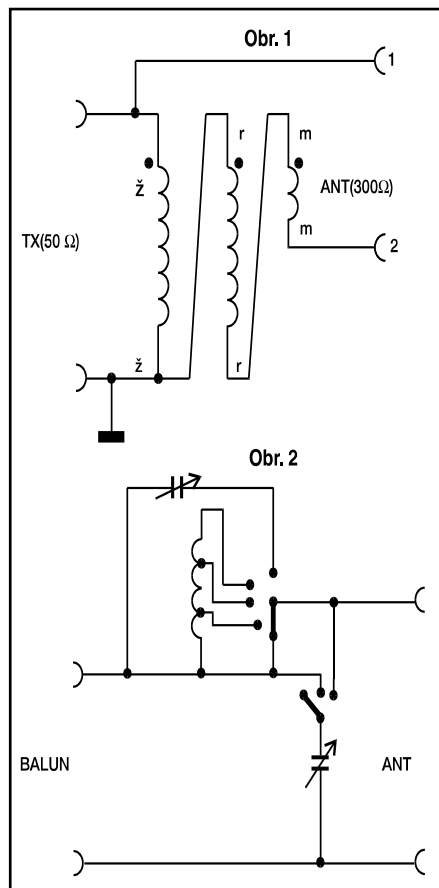 Obr. 1
1
r
m
ž
ANT(300Ω)
m
TX(50 Ω)
2
ž
r
Obr. 2
BALUN
ANT